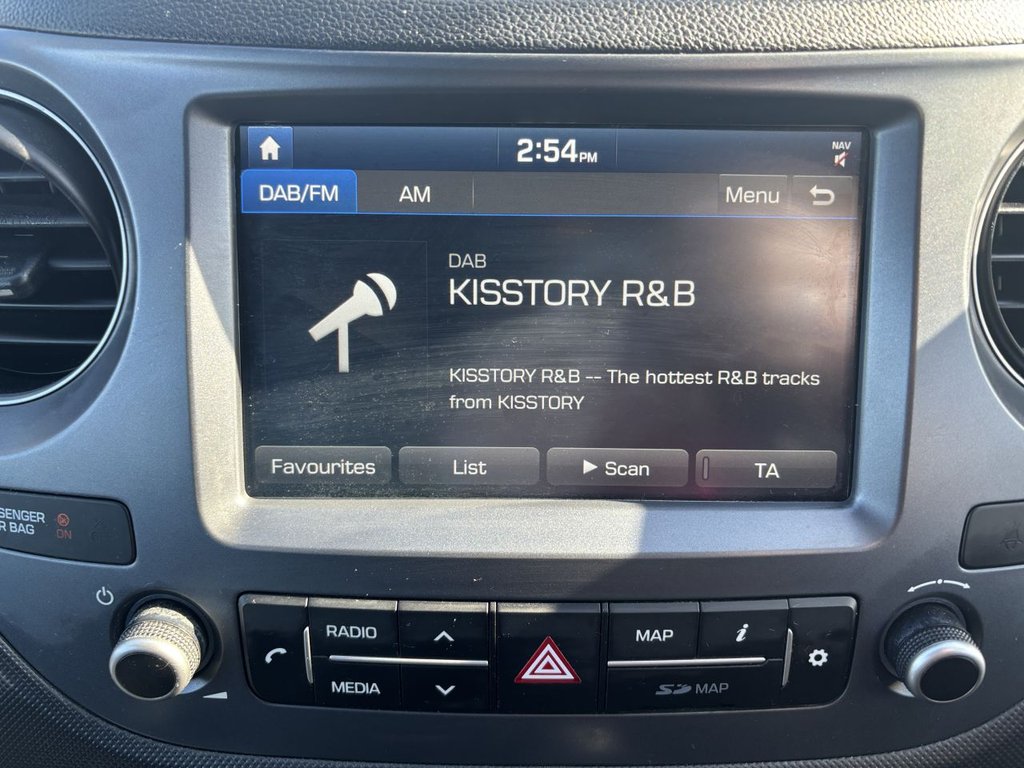 2:54PM
NAV
DAB/FM
AM
Menu
DAB
KISSTORY R&B
KISSTORY R&B -- The hottest R&B tracks
from KISSTORY
Favourites
List
Scan
TA
SENGER
R BAG
ON
RADIO
MEDIA
MAP
i
SD MAP